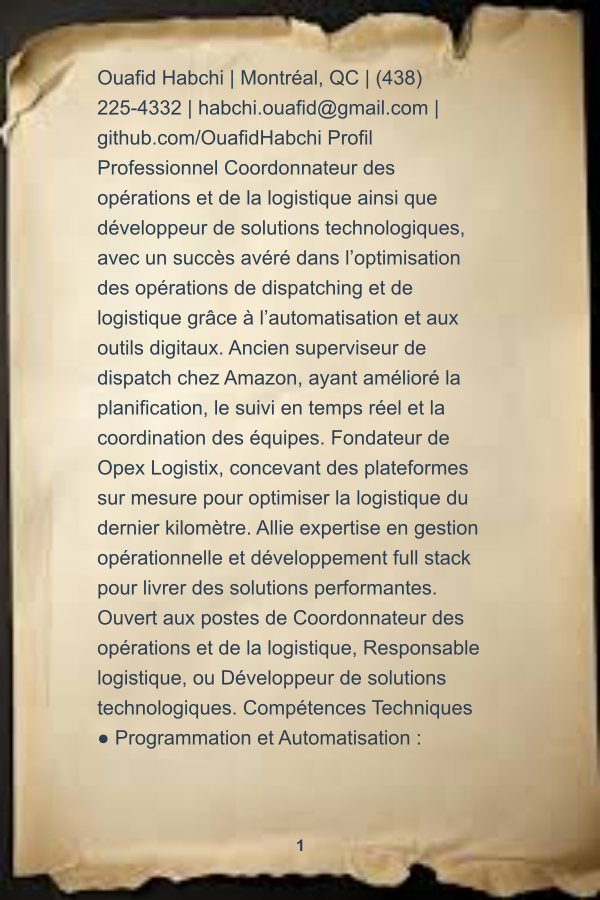 Ouafid Habchi | Montréal, QC | (438)
225-4332 | habchi.ouafid@gmail.com |
github.com/OuafidHabchi Profil
Professionnel Coordonnateur des
opérations et de la logistique ainsi que
développeur de solutions technologiques,
avec un succès avéré dans l’optimisation
des opérations de dispatching et de
logistique grâce à l’automatisation et aux
outils digitaux. Ancien superviseur de
dispatch chez Amazon, ayant amélioré la
planification, le suivi en temps réel et la
coordination des équipes. Fondateur de
Opex Logistix, concevant des plateformes
sur mesure pour optimiser la logistique du
dernier kilomètre. Allie expertise en gestion
opérationnelle et développement full stack
pour livrer des solutions performantes.
Ouvert aux postes de Coordonnateur des
opérations et de la logistique, Responsable
logistique, ou Développeur de solutions
technologiques. Compétences Techniques
● Programmation et Automatisation :
1